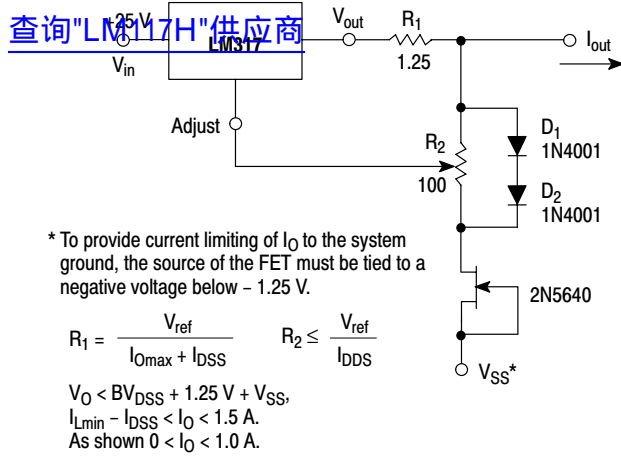 查询"LM117H"供应商
+25 V
V_in
LM317
V_out
R_1
1.25
I_out
Adjust
R_2
100
D_1
1N4001
D_2
1N4001
2N5640
V_SS*
* To provide current limiting of I_O to the system
ground, the source of the FET must be tied to a
negative voltage below – 1.25 V.
R_1 = V_ref / (I_Omax + I_DSS)
R_2 ≤ V_ref / I_DDS
V_O < BV_DSS + 1.25 V + V_SS,
I_Lmin – I_DSS < I_O < 1.5 A.
As shown 0 < I_O < 1.0 A.